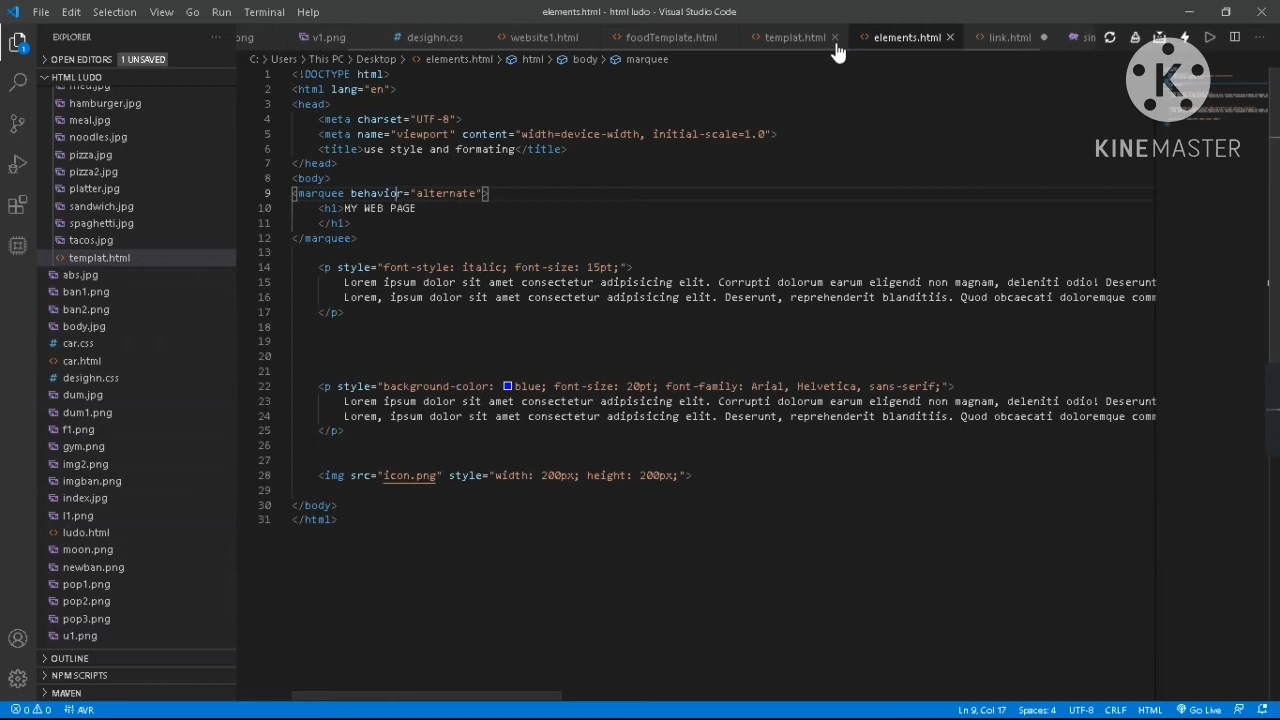 File Edit Selection View Go Run Terminal Help elements.html - html ludo - Visual Studio Code
EXPLORER ong v1.png desighn.css website1.html foodTemplate.html templat.html elements.html link.html sin
OPEN EDITORS 1 UNSAVED
C: > Users > This PC > Desktop > elements.html > html > body > marquee
HTML LUDO
med.jpg
hamburger.jpg
meal.jpg
noodles.jpg
pizza.jpg
pizza2.jpg
platter.jpg
sandwich.jpg
spaghetti.jpg
tacos.jpg
templat.html
abs.jpg
ban1.png
ban2.png
body.jpg
car.css
car.html
desighn.css
dum.jpg
dum1.png
f1.png
gym.png
img2.png
imgban.png
index.jpg
l1.png
ludo.html
moon.png
newban.png
pop1.png
pop2.png
pop3.png
u1.png
OUTLINE
NPM SCRIPTS
MAVEN
1 <!DOCTYPE html>
2 <html lang="en">
3 <head>
4 <meta charset="UTF-8">
5 <meta name="viewport" content="width=device-width, initial-scale=1.0">
6 <title>use style and formating</title>
7 </head>
8 <body>
9 <marquee behavior="alternate">
10 <h1>MY WEB PAGE
11 </h1>
12 </marquee>
13
14 <p style="font-style: italic; font-size: 15pt;">
15 Lorem ipsum dolor sit amet consectetur adipisicing elit. Corrupti dolorum earum eligendi non magnam, deleniti odio! Deserunt
16 Lorem, ipsum dolor sit amet consectetur adipisicing elit. Deserunt, reprehenderit blanditiis. Quod obcaecati doloremque comm
17 </p>
18
19
20
21
22 <p style="background-color: blue; font-size: 20pt; font-family: Arial, Helvetica, sans-serif;">
23 Lorem ipsum dolor sit amet consectetur adipisicing elit. Corrupti dolorum earum eligendi non magnam, deleniti odio! Deserunt
24 Lorem, ipsum dolor sit amet consectetur adipisicing elit. Deserunt, reprehenderit blanditiis. Quod obcaecati doloremque comm
25 </p>
26
27
28 <img src="icon.png" style="width: 200px; height: 200px;">
29
30 </body>
31 </html>
K
KINEMASTER
0 0 AVR Ln 9, Col 17 Spaces: 4 UTF-8 CRLF HTML Go Live